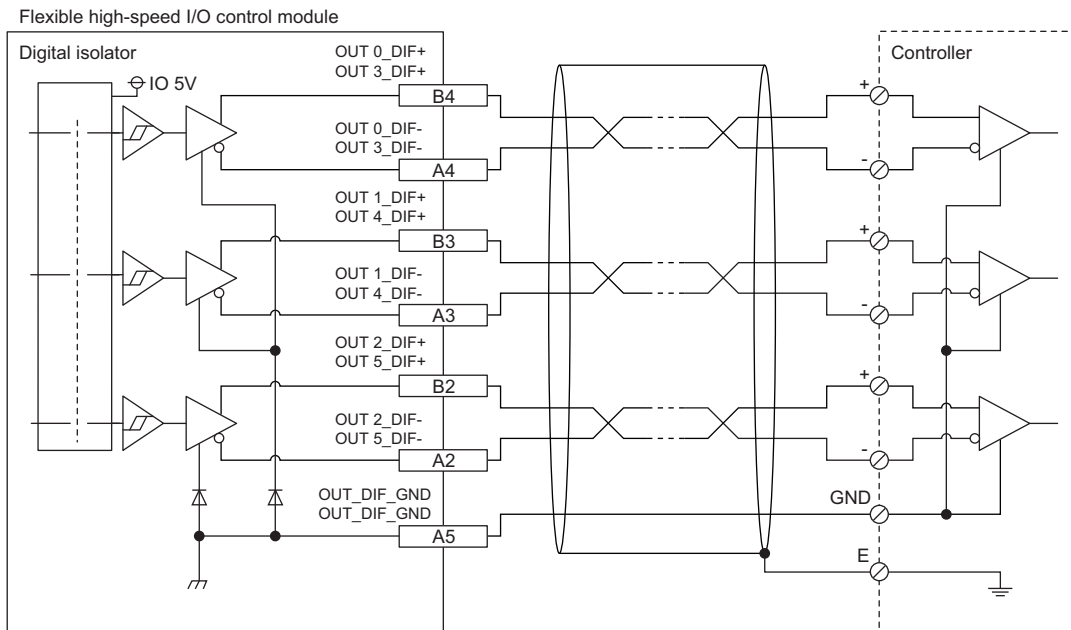 Flexible high-speed I/O control module
Digital isolator
IO 5V
OUT 0_DIF+
OUT 3_DIF+
B4
OUT 0_DIF-
OUT 3_DIF-
A4
OUT 1_DIF+
OUT 4_DIF+
B3
OUT 1_DIF-
OUT 4_DIF-
A3
OUT 2_DIF+
OUT 5_DIF+
B2
OUT 2_DIF-
OUT 5_DIF-
A2
OUT_DIF_GND
OUT_DIF_GND
A5
Controller
+
-
+
-
+
-
GND
E